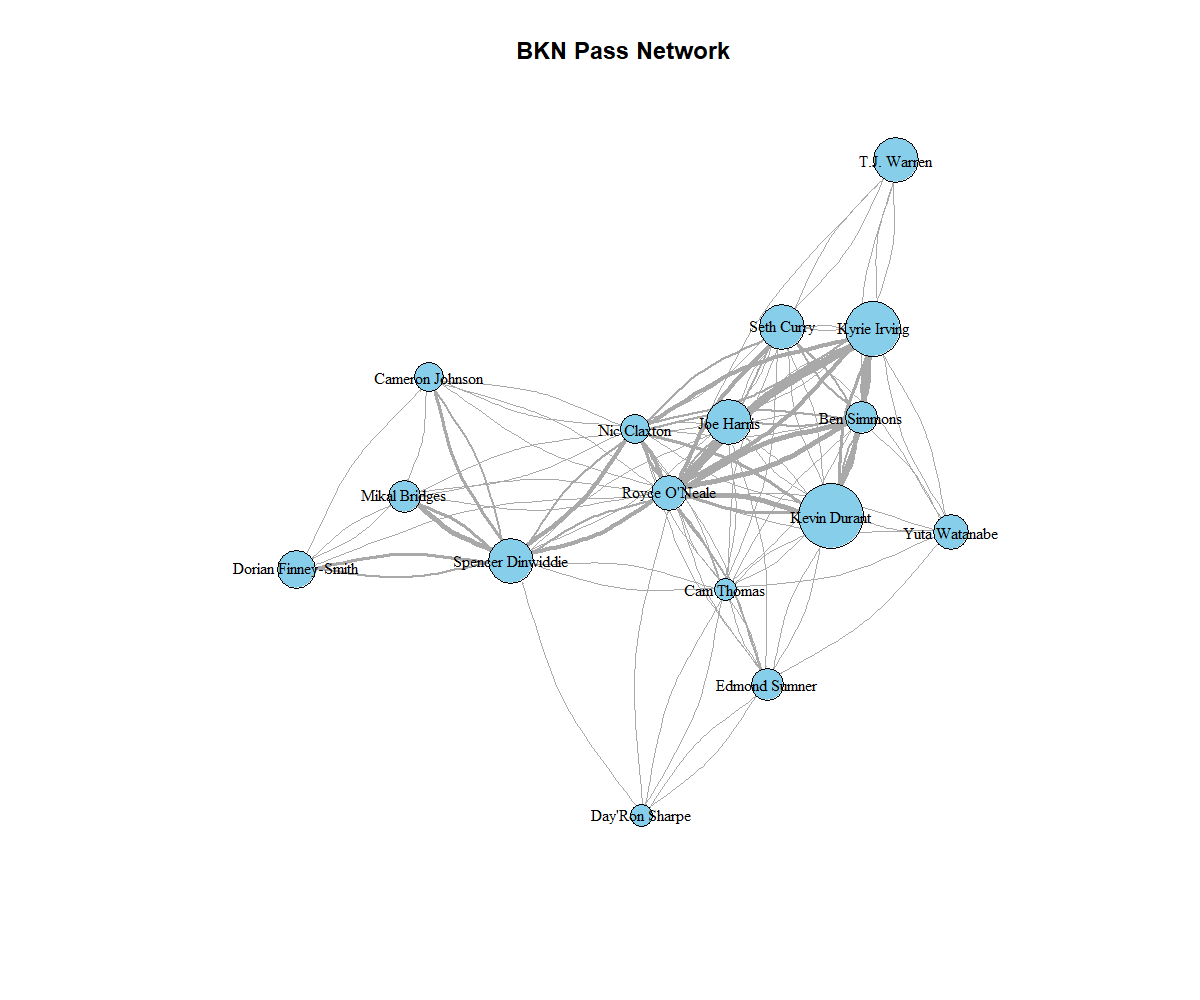 BKN Pass Network
T.J. Warren
Seth Curry
Kyrie Irving
Cameron Johnson
Nic Claxton
Joe Harris
Ben Simmons
Mikal Bridges
Royce O'Neale
Kevin Durant
Yuta Watanabe
Dorian Finney-Smith
Spencer Dinwiddie
Cam Thomas
Edmond Sumner
Day'Ron Sharpe